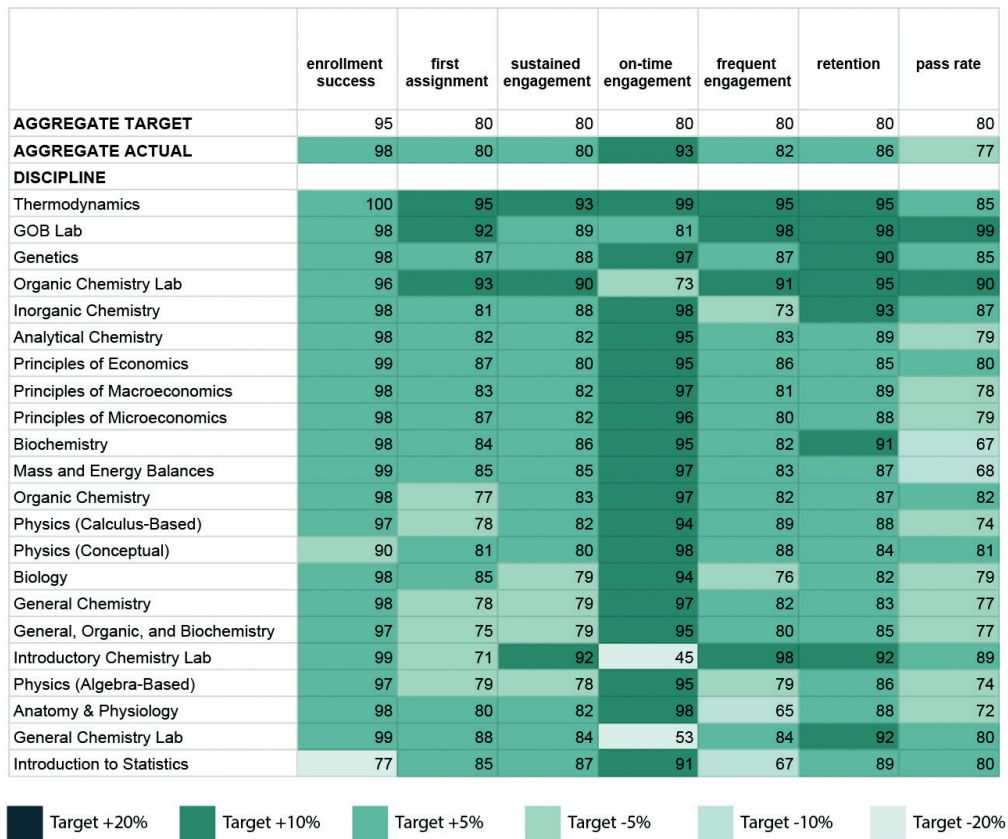 enrollment success first assignment sustained engagement on-time engagement frequent engagement retention pass rate
AGGREGATE TARGET 95 80 80 80 80 80 80
AGGREGATE ACTUAL 98 80 80 93 82 86 77
DISCIPLINE
Thermodynamics 100 95 93 99 95 95 85
GOB Lab 98 92 89 81 98 98 99
Genetics 98 87 88 97 87 90 85
Organic Chemistry Lab 96 93 90 73 91 95 90
Inorganic Chemistry 98 81 88 98 73 93 87
Analytical Chemistry 98 82 82 95 83 89 79
Principles of Economics 99 87 80 95 86 85 80
Principles of Macroeconomics 98 83 82 97 81 89 78
Principles of Microeconomics 98 87 82 96 80 88 79
Biochemistry 98 84 86 95 82 91 67
Mass and Energy Balances 99 85 85 97 83 87 68
Organic Chemistry 98 77 83 97 82 87 82
Physics (Calculus-Based) 97 78 82 94 89 88 74
Physics (Conceptual) 90 81 80 98 88 84 81
Biology 98 85 79 94 76 82 79
General Chemistry 98 78 79 97 82 83 77
General, Organic, and Biochemistry 97 75 79 95 80 85 77
Introductory Chemistry Lab 99 71 92 45 98 92 89
Physics (Algebra-Based) 97 79 78 95 79 86 74
Anatomy & Physiology 98 80 82 98 65 88 72
General Chemistry Lab 99 88 84 53 84 92 80
Introduction to Statistics 77 85 87 91 67 89 80
Target +20% Target +10% Target +5% Target -5% Target -10% Target -20%